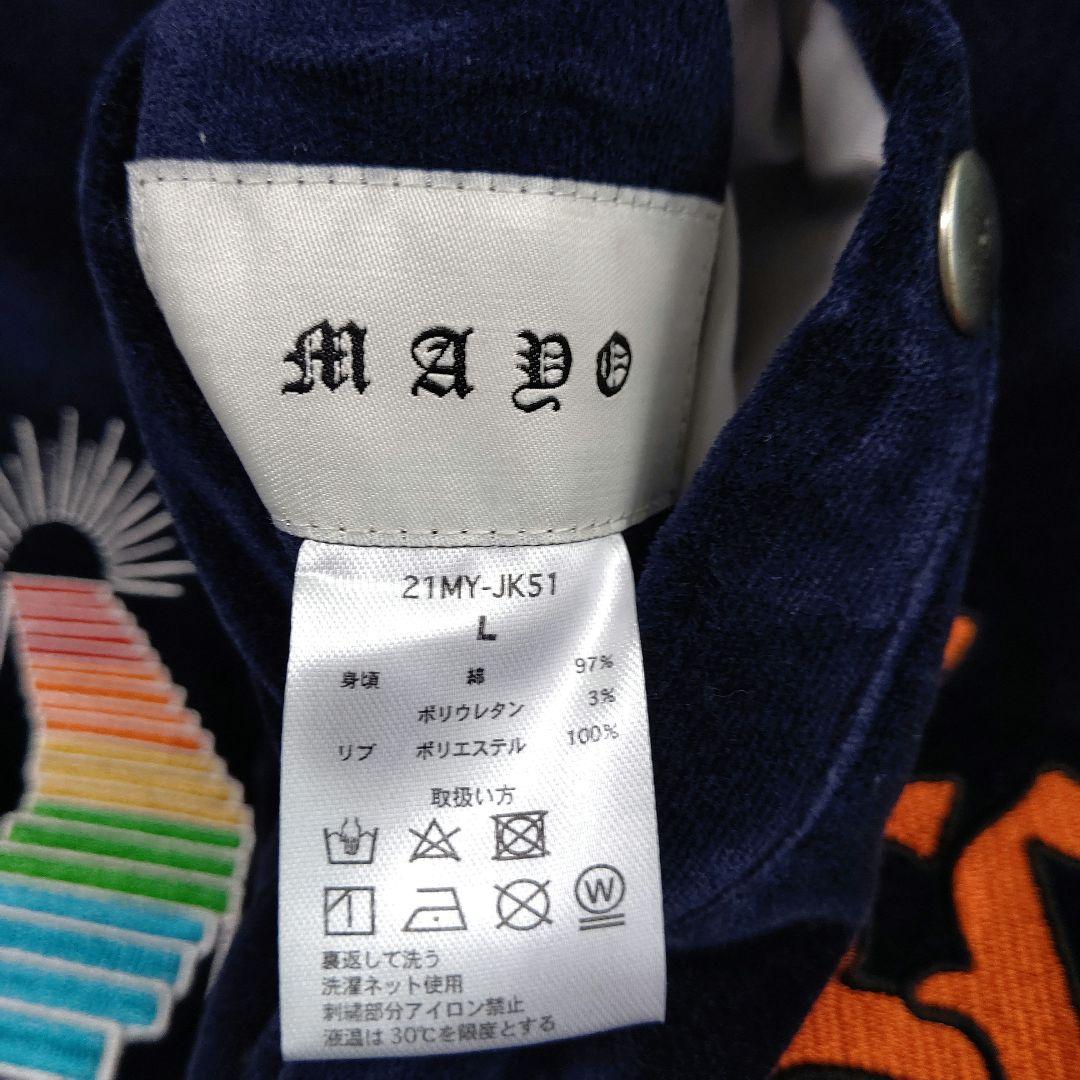 MAYO
21MY-JK51
L
身頃 綿 97%
ポリウレタン 3%
リブ ポリエステル 100%
取扱い方
W
裏返して洗う
洗濯ネット使用
刺繍部分アイロン禁止
液温は30℃を限度とする